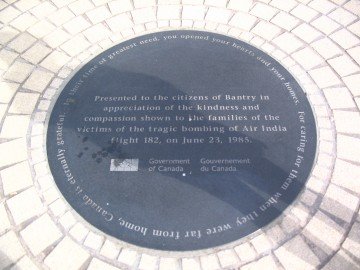 In their time of greatest need, you opened your hearts and your homes. For caring for them when they were far from home, Canada is eternally grateful.
Presented to the citizens of Bantry in
appreciation of the kindness and
compassion shown to the families of the
victims of the tragic bombing of Air India
flight 182, on June 23, 1985.
Government
of Canada
Gouvernement
du Canada